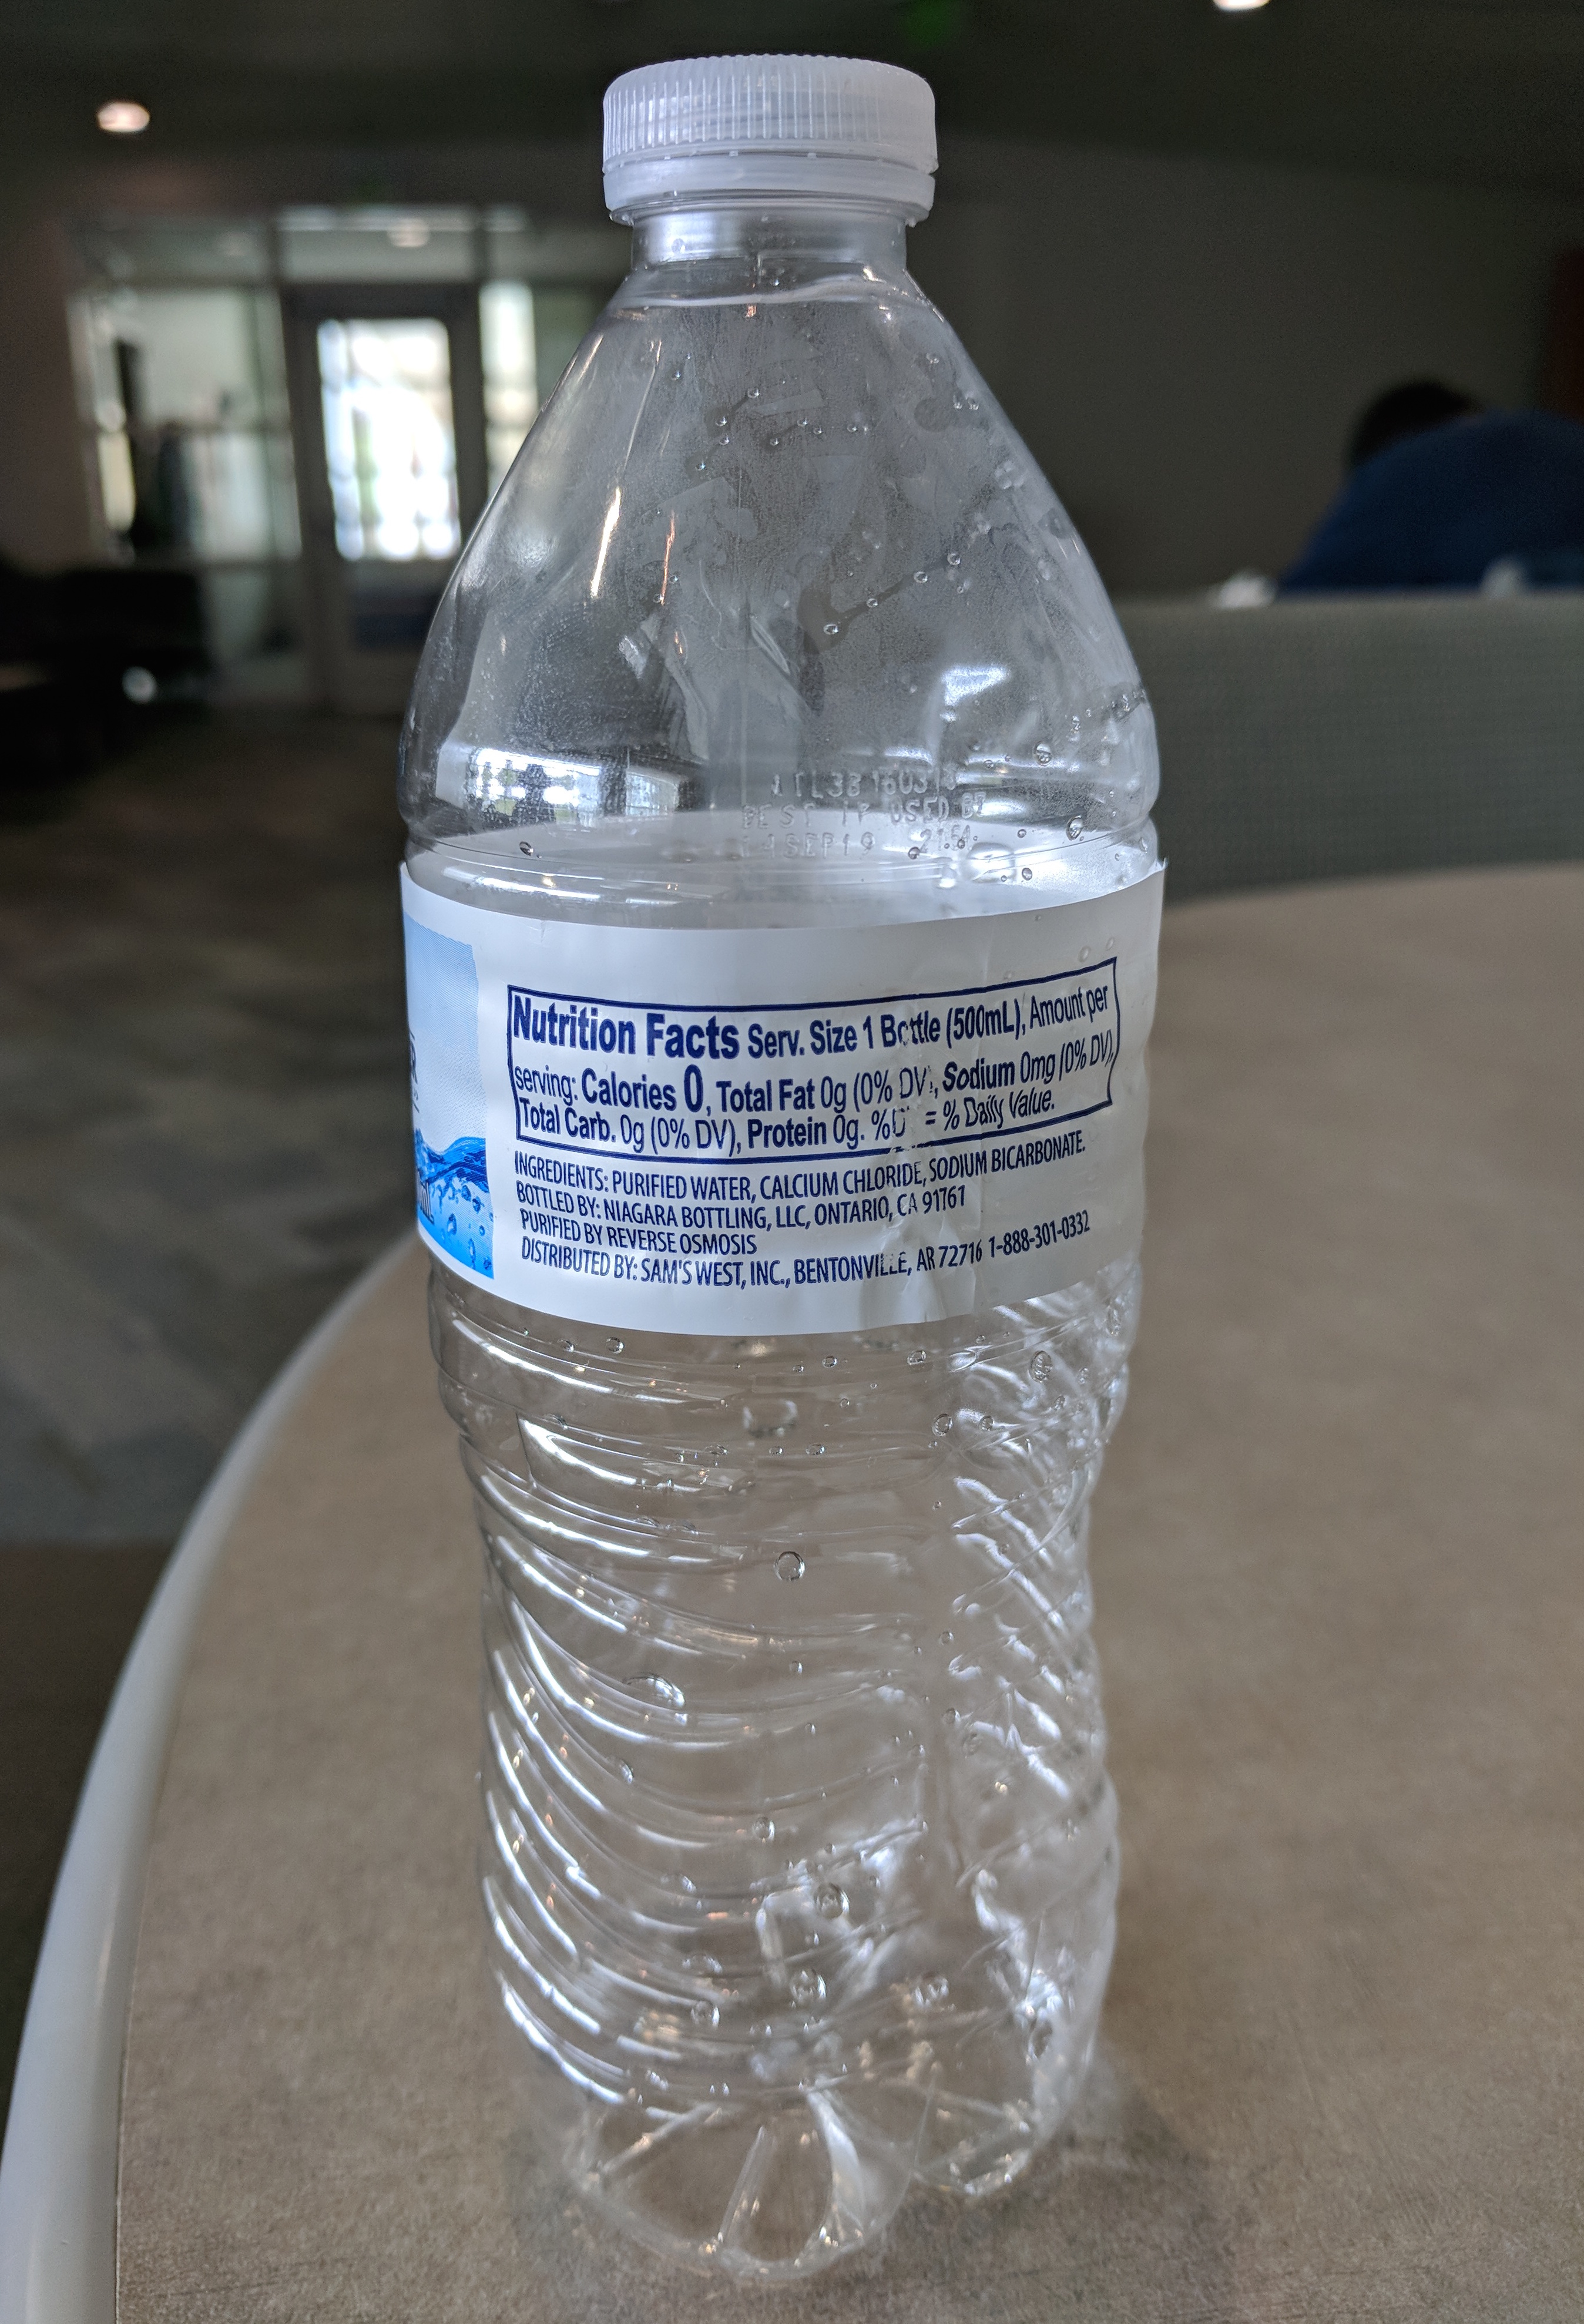 BEST IF USED BY
14SEP19 2154
Nutrition Facts Serv. Size 1 Bottle (500mL), Amount per
serving: Calories 0, Total Fat 0g (0% DV), Sodium 0mg (0% DV),
Total Carb. 0g (0% DV), Protein 0g. %DV = % Daily Value.
INGREDIENTS: PURIFIED WATER, CALCIUM CHLORIDE, SODIUM BICARBONATE.
BOTTLED BY: NIAGARA BOTTLING, LLC, ONTARIO, CA 91761
PURIFIED BY REVERSE OSMOSIS
DISTRIBUTED BY: SAM'S WEST, INC., BENTONVILLE, AR 72716 1-888-301-0332